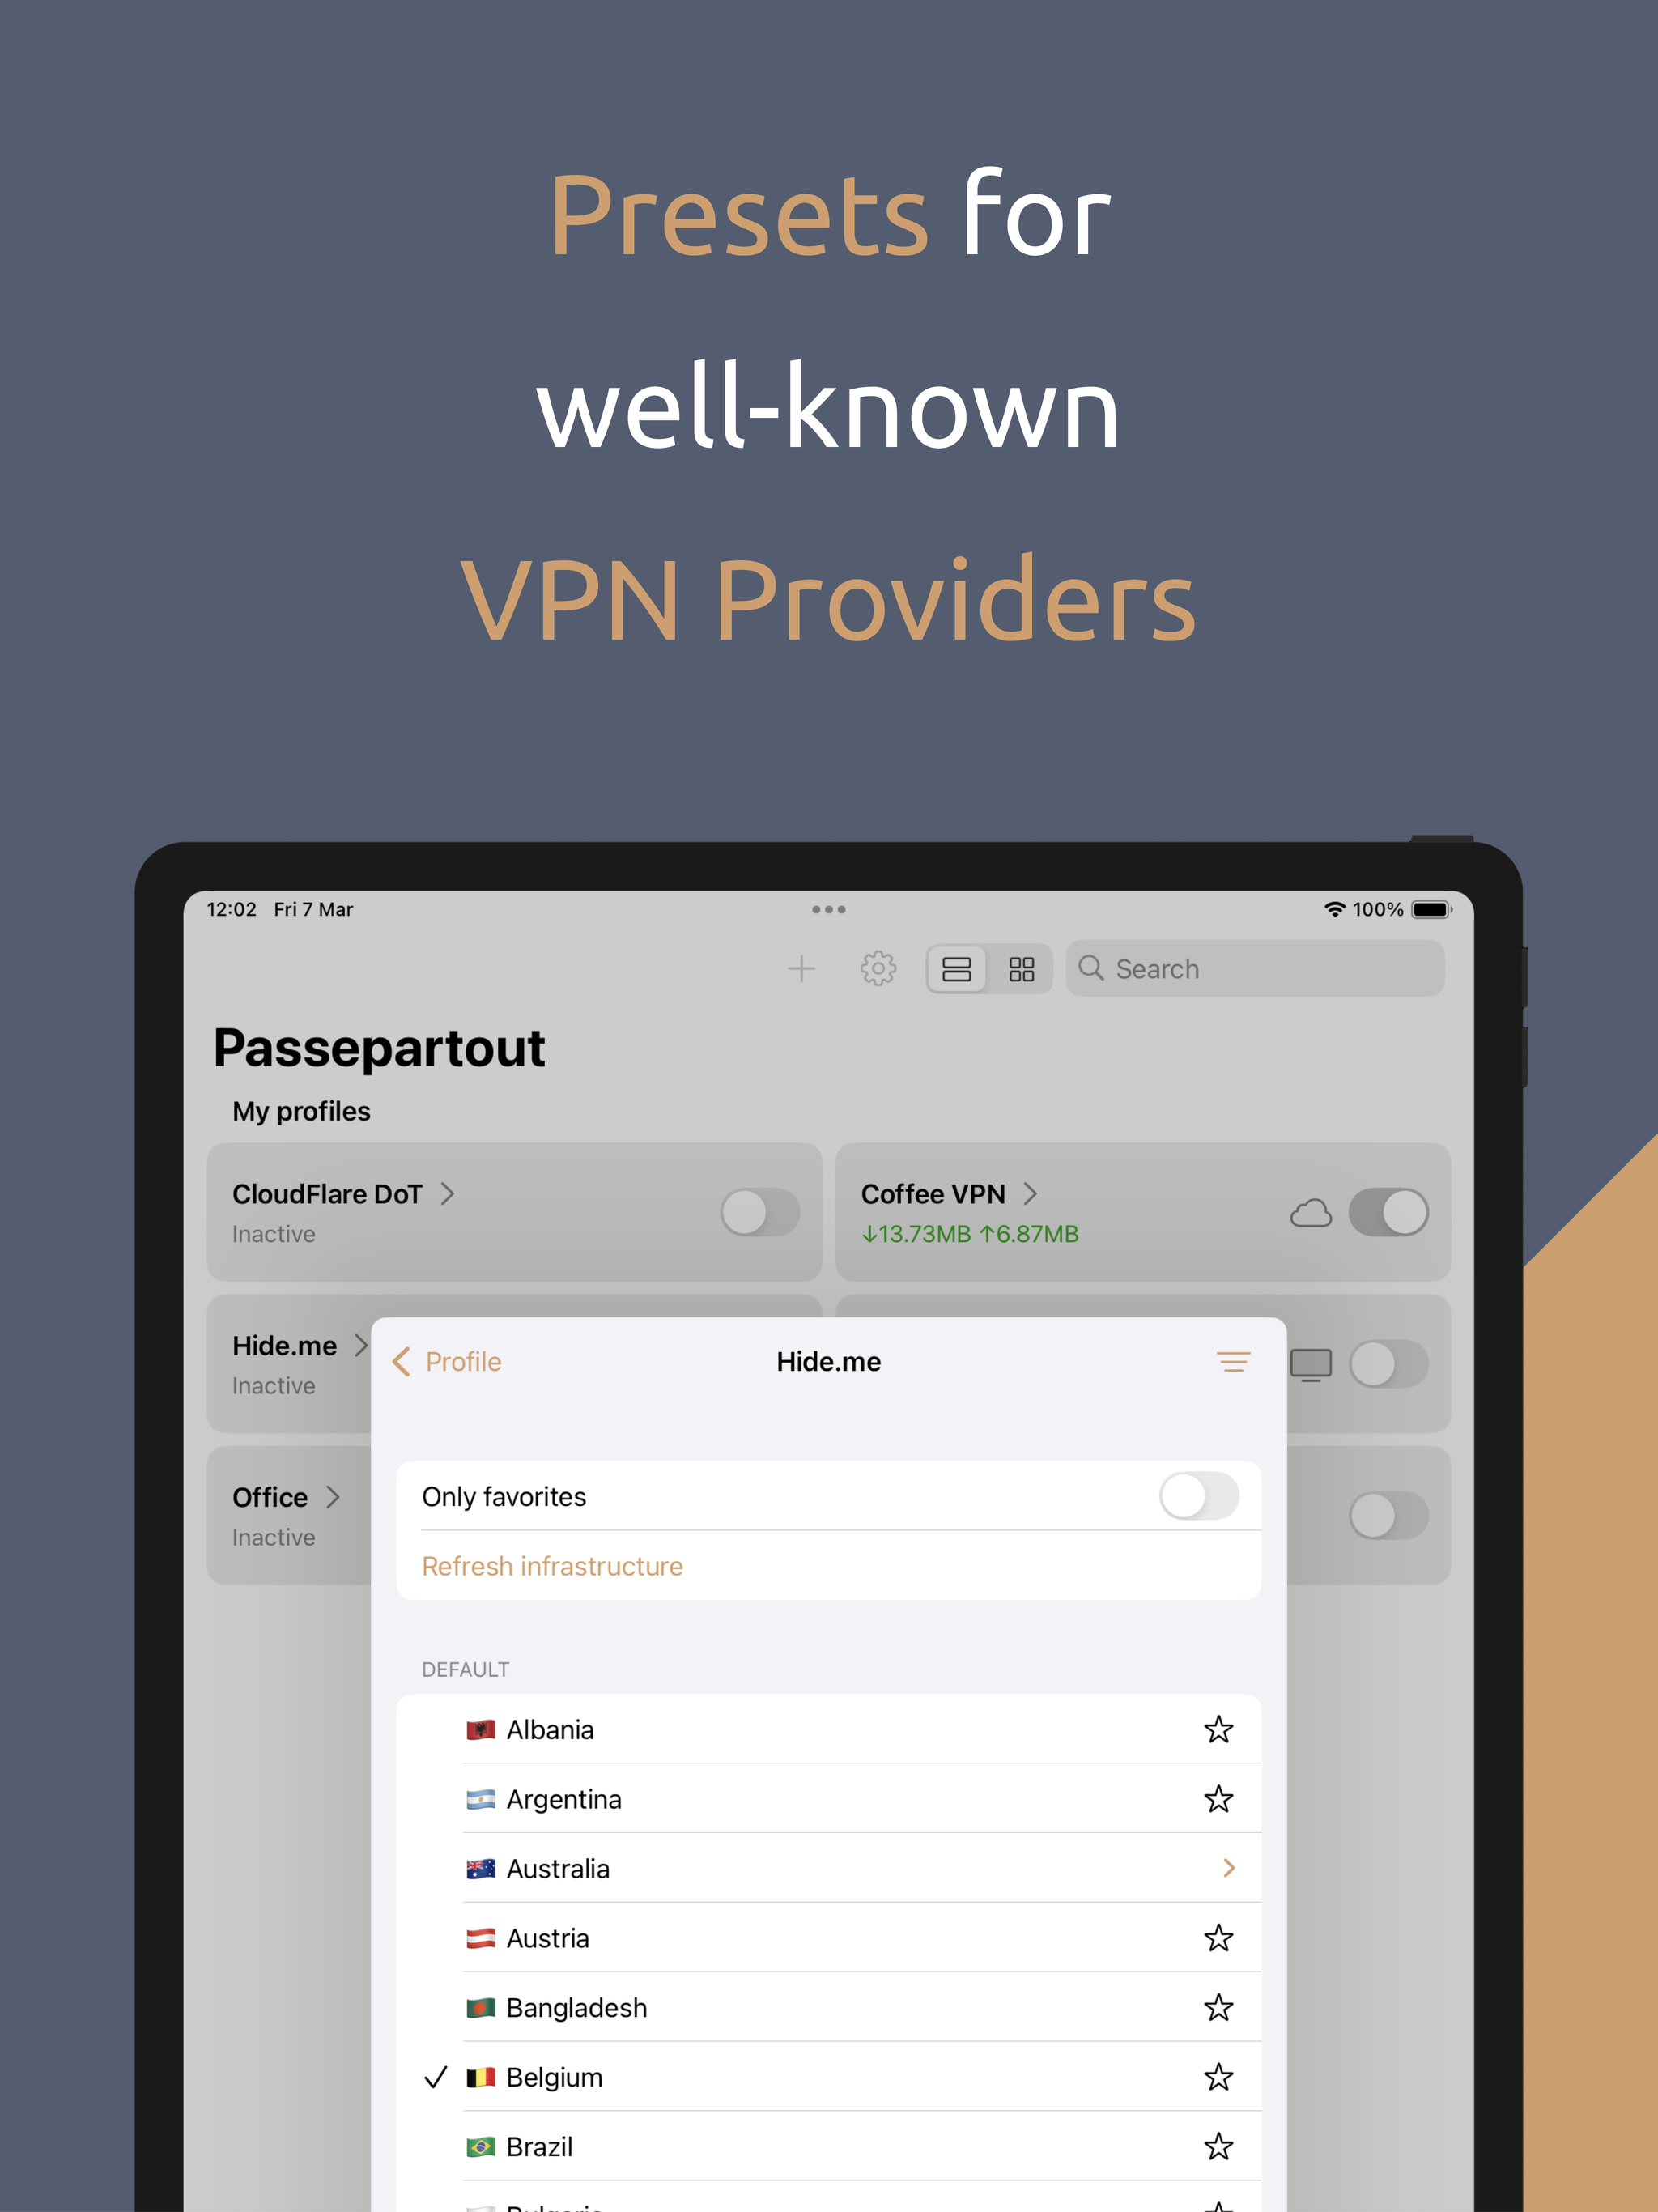 Presets for
well-known
VPN Providers
12:02 Fri 7 Mar
100%
Search
Passepartout
My profiles
CloudFlare DoT
Inactive
Coffee VPN
↓13.73MB ↑6.87MB
Hide.me
Inactive
Office
Inactive
Profile
Hide.me
Only favorites
Refresh infrastructure
DEFAULT
Albania
Argentina
Australia
Austria
Bangladesh
Belgium
Brazil